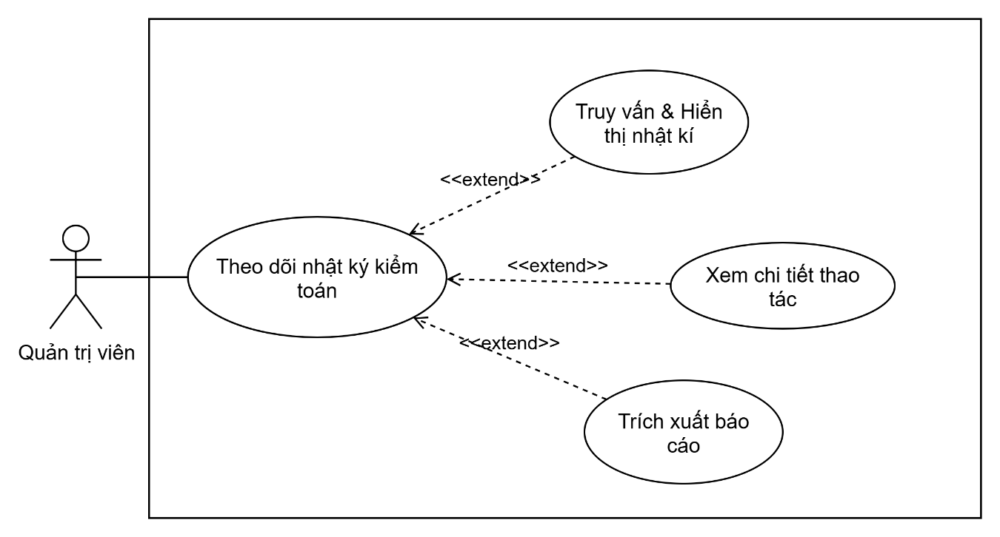 Truy vấn & Hiển
thị nhật kí
<<extend>>
Theo dõi nhật ký kiểm
toán
<<extend>>
Xem chi tiết thao
tác
Quản trị viên
<<extend>>
Trích xuất báo
cáo